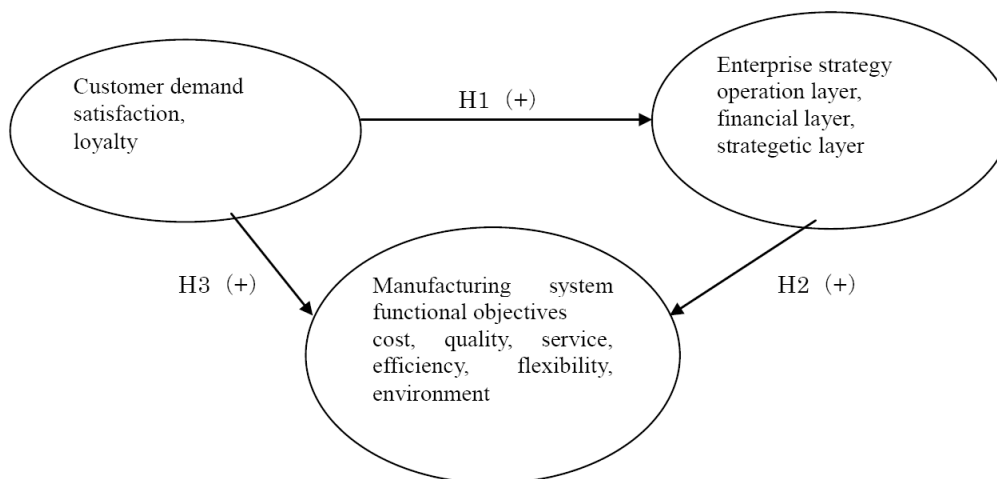 Customer demand
satisfaction,
loyalty
H1 (+)
Enterprise strategy
operation layer,
financial layer,
strategetic layer
H3 (+)
H2 (+)
Manufacturing system
functional objectives
cost, quality, service,
efficiency, flexibility,
environment